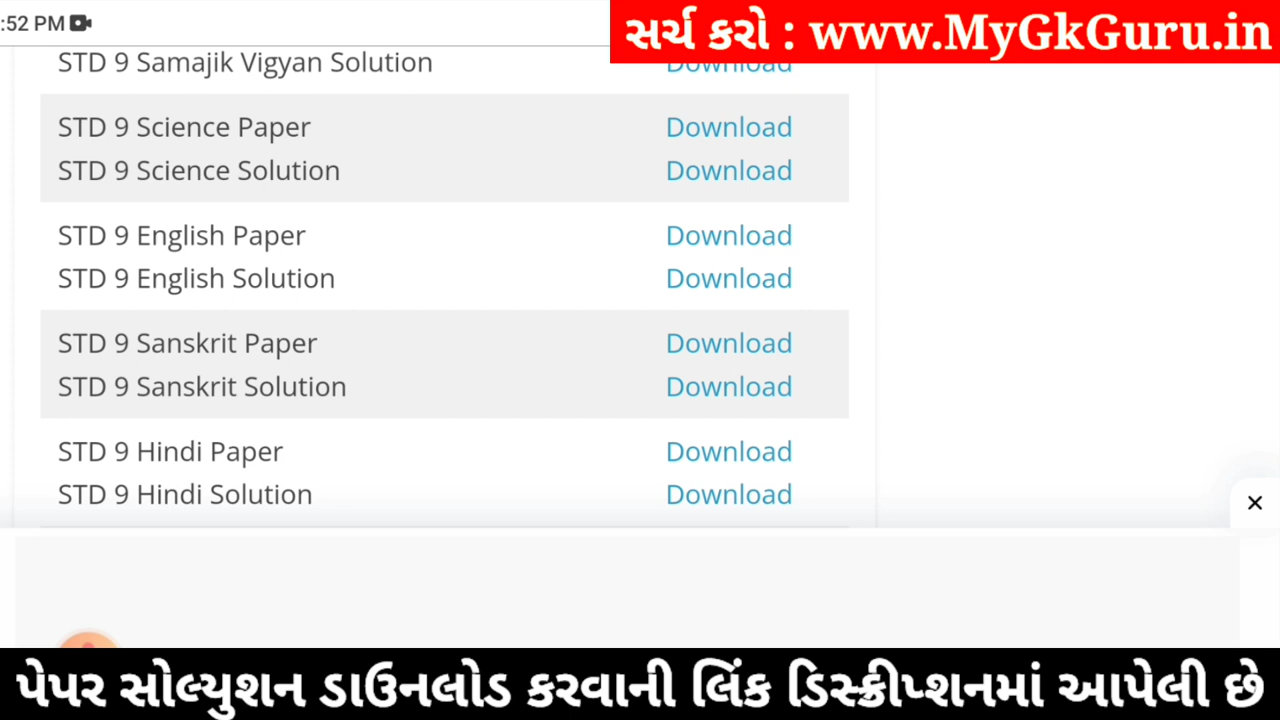 :52 PM
સર્ચ કરો : www.MyGkGuru.in
STD 9 Samajik Vigyan Solution Download
STD 9 Science Paper Download
STD 9 Science Solution Download
STD 9 English Paper Download
STD 9 English Solution Download
STD 9 Sanskrit Paper Download
STD 9 Sanskrit Solution Download
STD 9 Hindi Paper Download
STD 9 Hindi Solution Download
પેપર સોલ્યુશન ડાઉનલોડ કરવાની લિંક ડિસ્ક્રીપ્શનમાં આપેલી છે